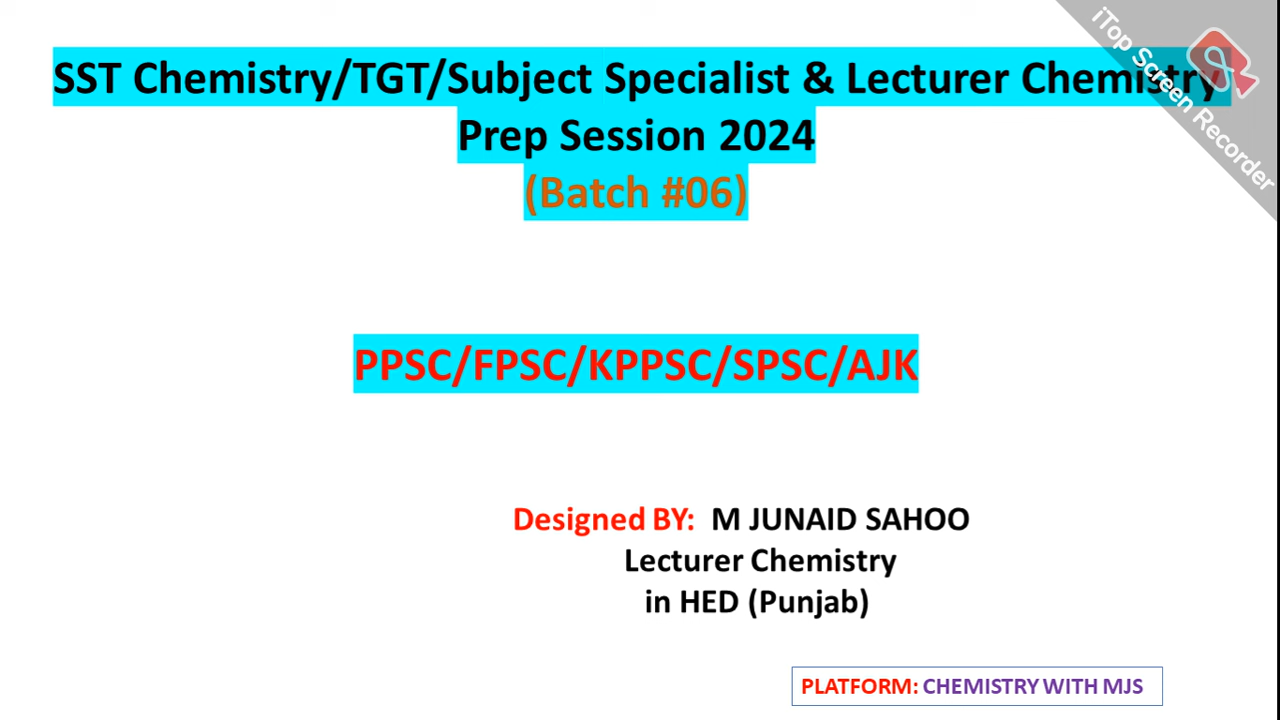 SST Chemistry/TGT/Subject Specialist & Lecturer Chemistry
Prep Session 2024
(Batch #06)
iTop Screen Recorder
PPSC/FPSC/KPPSC/SPSC/AJK
Designed BY: M JUNAID SAHOO
Lecturer Chemistry
in HED (Punjab)
PLATFORM: CHEMISTRY WITH MJS